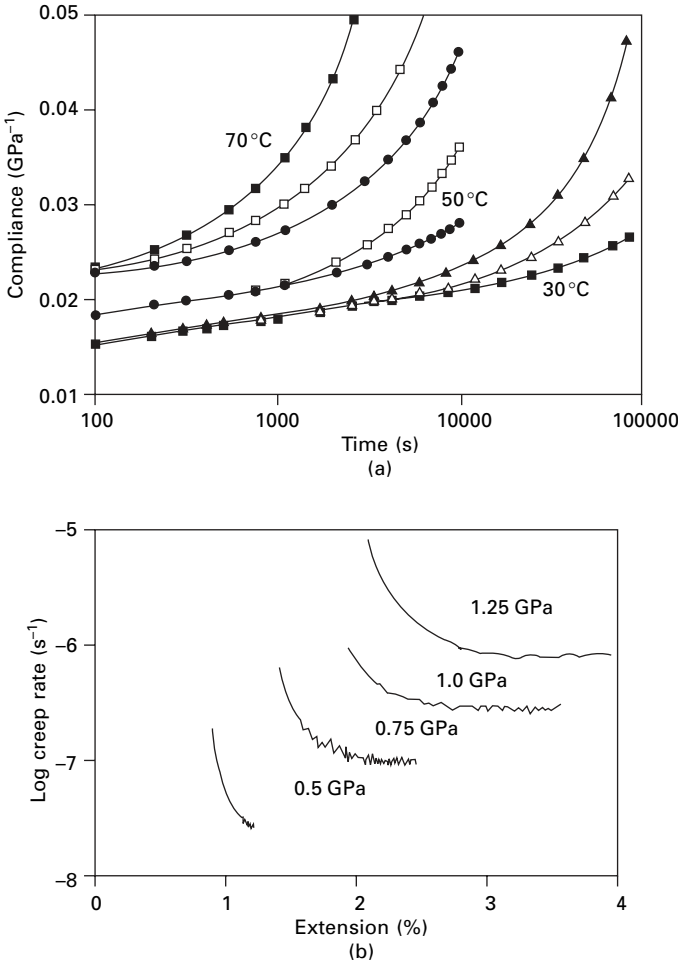 0.05
0.04
0.03
0.02
0.01
Compliance (GPa⁻¹)
70 °C
50 °C
30 °C
100
1000
10000
100000
Time (s)
(a)
–5
–6
–7
–8
Log creep rate (s⁻¹)
1.25 GPa
1.0 GPa
0.75 GPa
0.5 GPa
0
1
2
3
4
Extension (%)
(b)